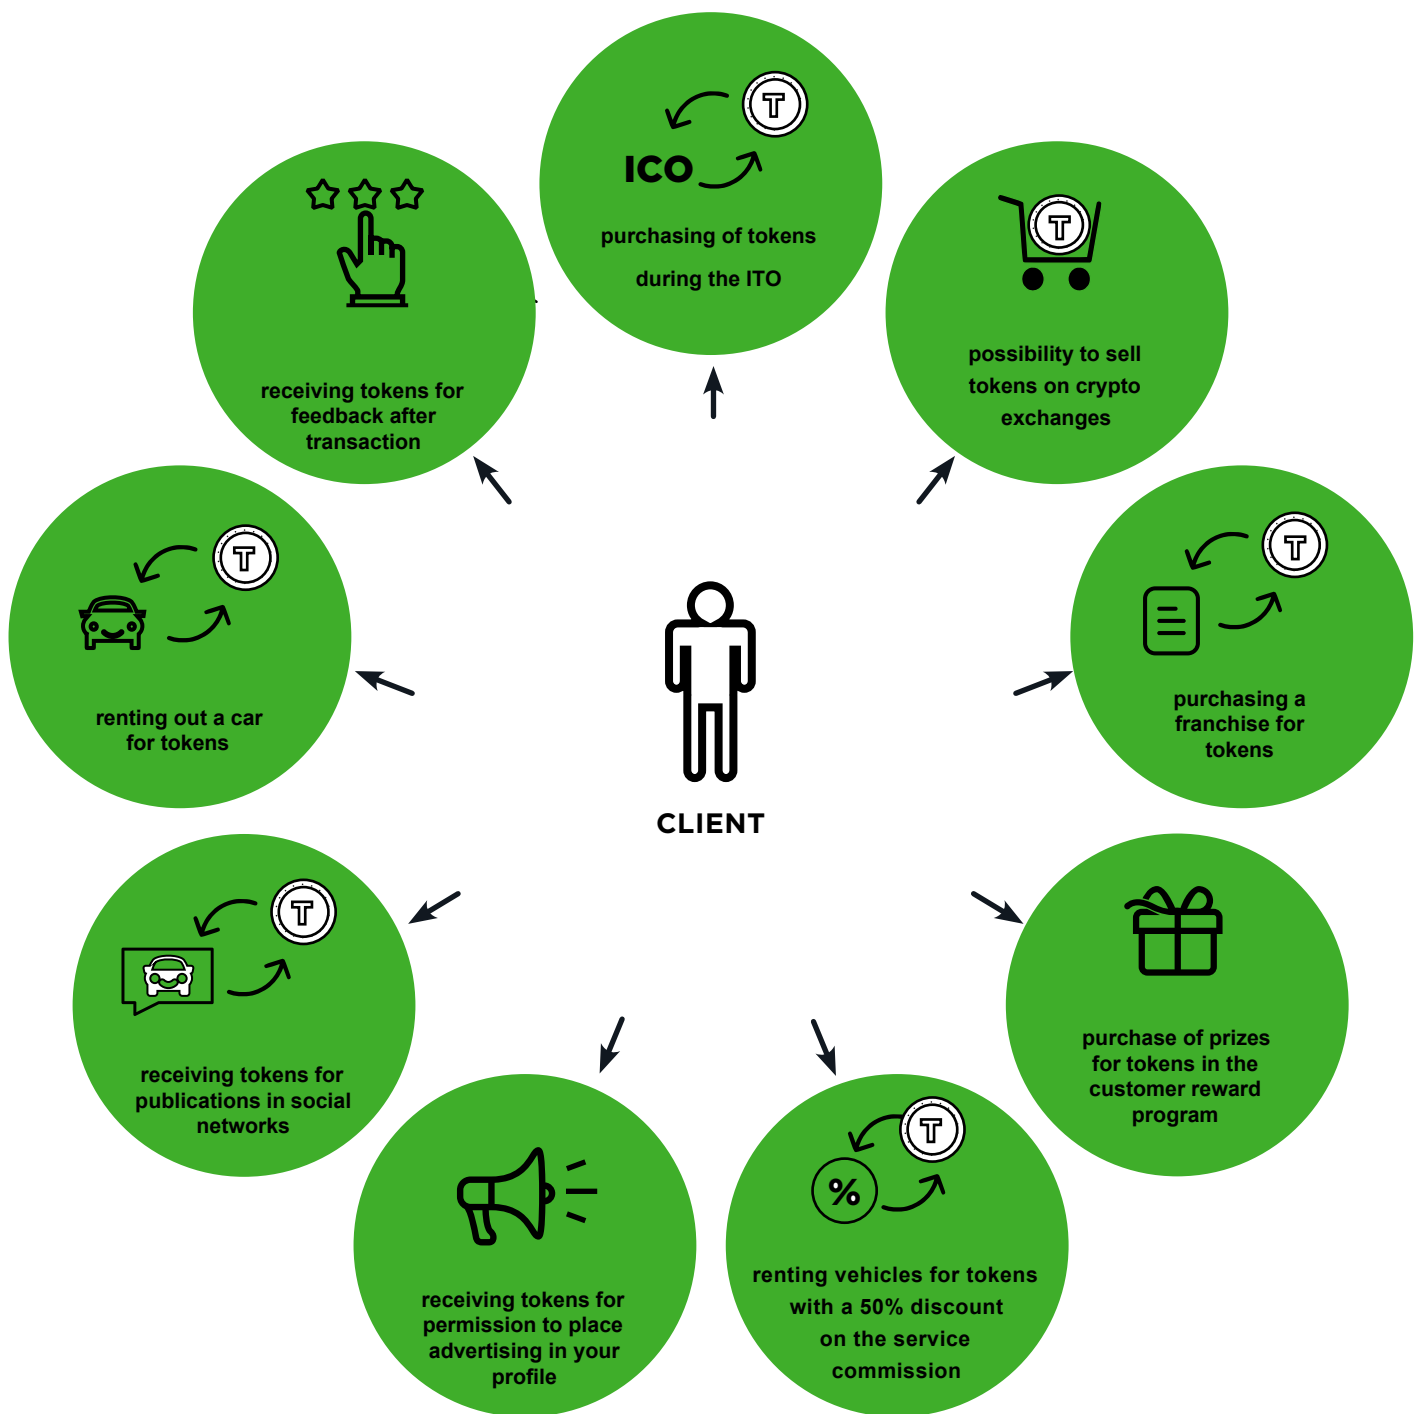 T
ICO
purchasing of tokens
during the ITO
T
possibility to sell
tokens on crypto
exchanges
T
purchasing a
franchise for
tokens
purchase of prizes
for tokens in the
customer reward
program
T
%
renting vehicles for tokens
with a 50% discount
on the service
commission
receiving tokens for
permission to place
advertising in your
profile
T
receiving tokens for
publications in social
networks
T
renting out a car
for tokens
receiving tokens for
feedback after
transaction
CLIENT